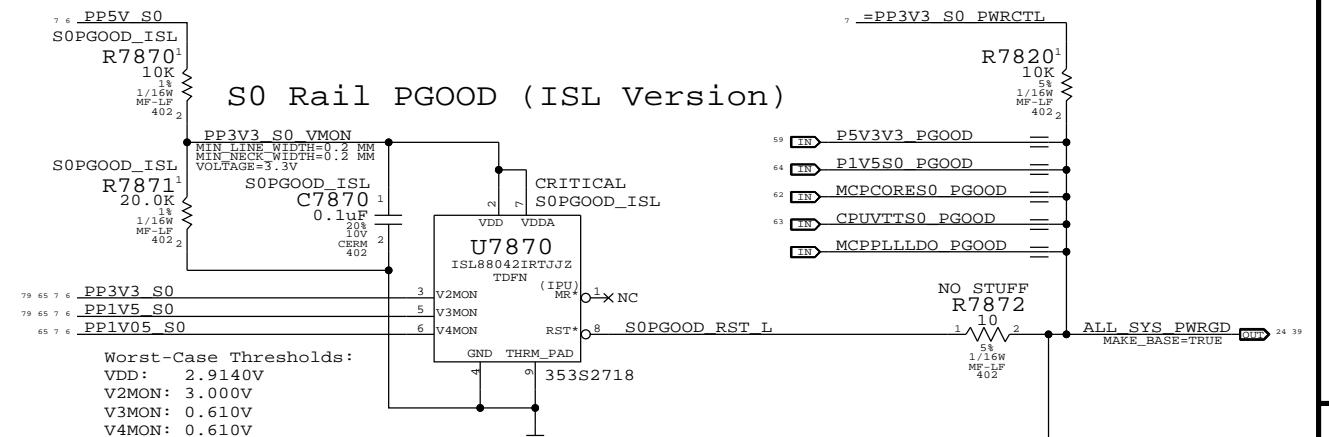 7 6 PP5V_S0
S0PGOOD_ISL
R7870 1
10K
1%
1/16W
MF-LF
402 2
S0 Rail PGOOD (ISL Version)
7 =PP3V3_S0_PWRCTL
R7820 1
10K
5%
1/16W
MF-LF
402 2
PP3V3_S0_VMON
MIN_LINE_WIDTH=0.2 MM
MIN_NECK_WIDTH=0.2 MM
VOLTAGE=3.3V
S0PGOOD_ISL
R7871 1
20.0K
1%
1/16W
MF-LF
402 2
S0PGOOD_ISL
C7870 1
0.1uF
20%
10V
CERM
402
2
CRITICAL
S0PGOOD_ISL
2 7
VDD VDDA
U7870
ISL88042IRTJJZ
TDFN
(IPU)
MR* 1 NC
59 IN P5V3V3_PGOOD
64 IN P1V5S0_PGOOD
62 IN MCPCORES0_PGOOD
63 IN CPUVTTS0_PGOOD
IN MCPPLLLDO_PGOOD
79 65 7 6 PP3V3_S0 3 V2MON
79 65 7 6 PP1V5_S0 5 V3MON
65 7 6 PP1V05_S0 6 V4MON
RST* 8 S0PGOOD_RST_L
NO STUFF
R7872
10
1 2
5%
1/16W
MF-LF
402
ALL_SYS_PWRGD OUT 24 39
MAKE_BASE=TRUE
GND THRM_PAD
4 9
353S2718
Worst-Case Thresholds:
VDD: 2.9140V
V2MON: 3.000V
V3MON: 0.610V
V4MON: 0.610V